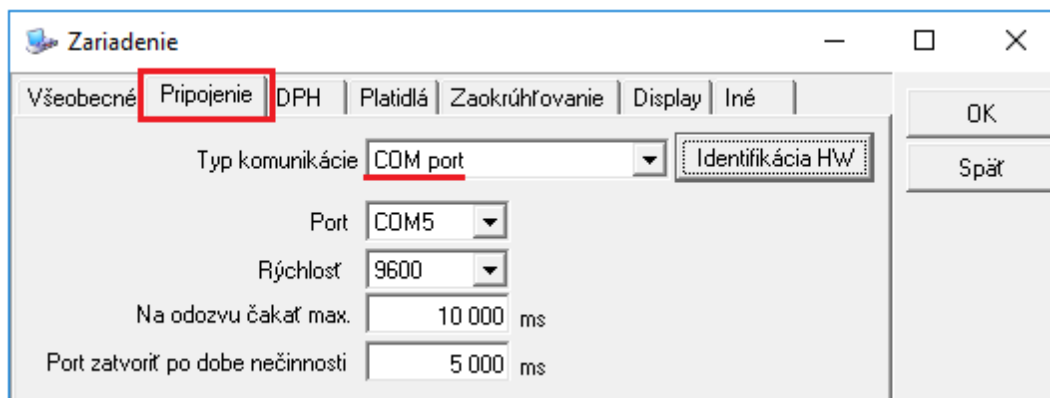 Zariadenie
Všeobecné Pripojenie DPH Platidlá Zaokrúhľovanie Display Iné
OK
Typ komunikácie COM port Identifikácia HW
Späť
Port COM5
Rýchlosť 9600
Na odozvu čakať max. 10 000 ms
Port zatvoriť po dobe nečinnosti 5 000 ms